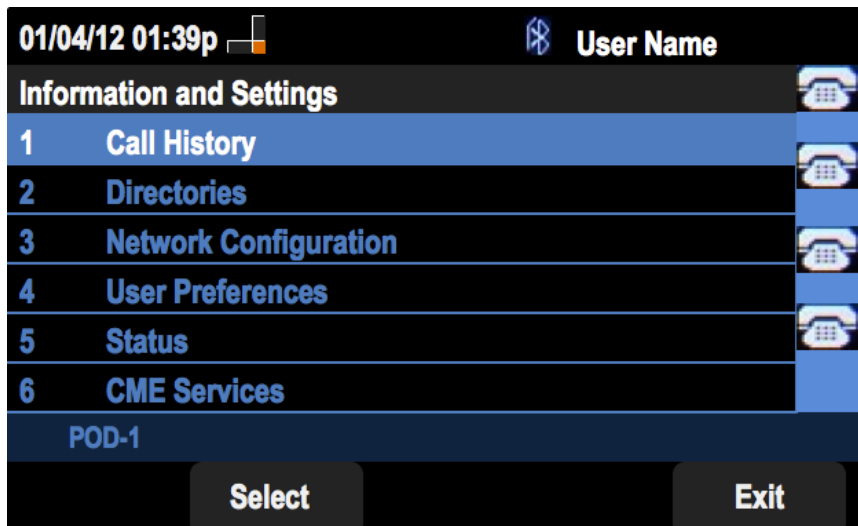 01/04/12 01:39p User Name
Information and Settings
1 Call History
2 Directories
3 Network Configuration
4 User Preferences
5 Status
6 CME Services
POD-1
Select Exit